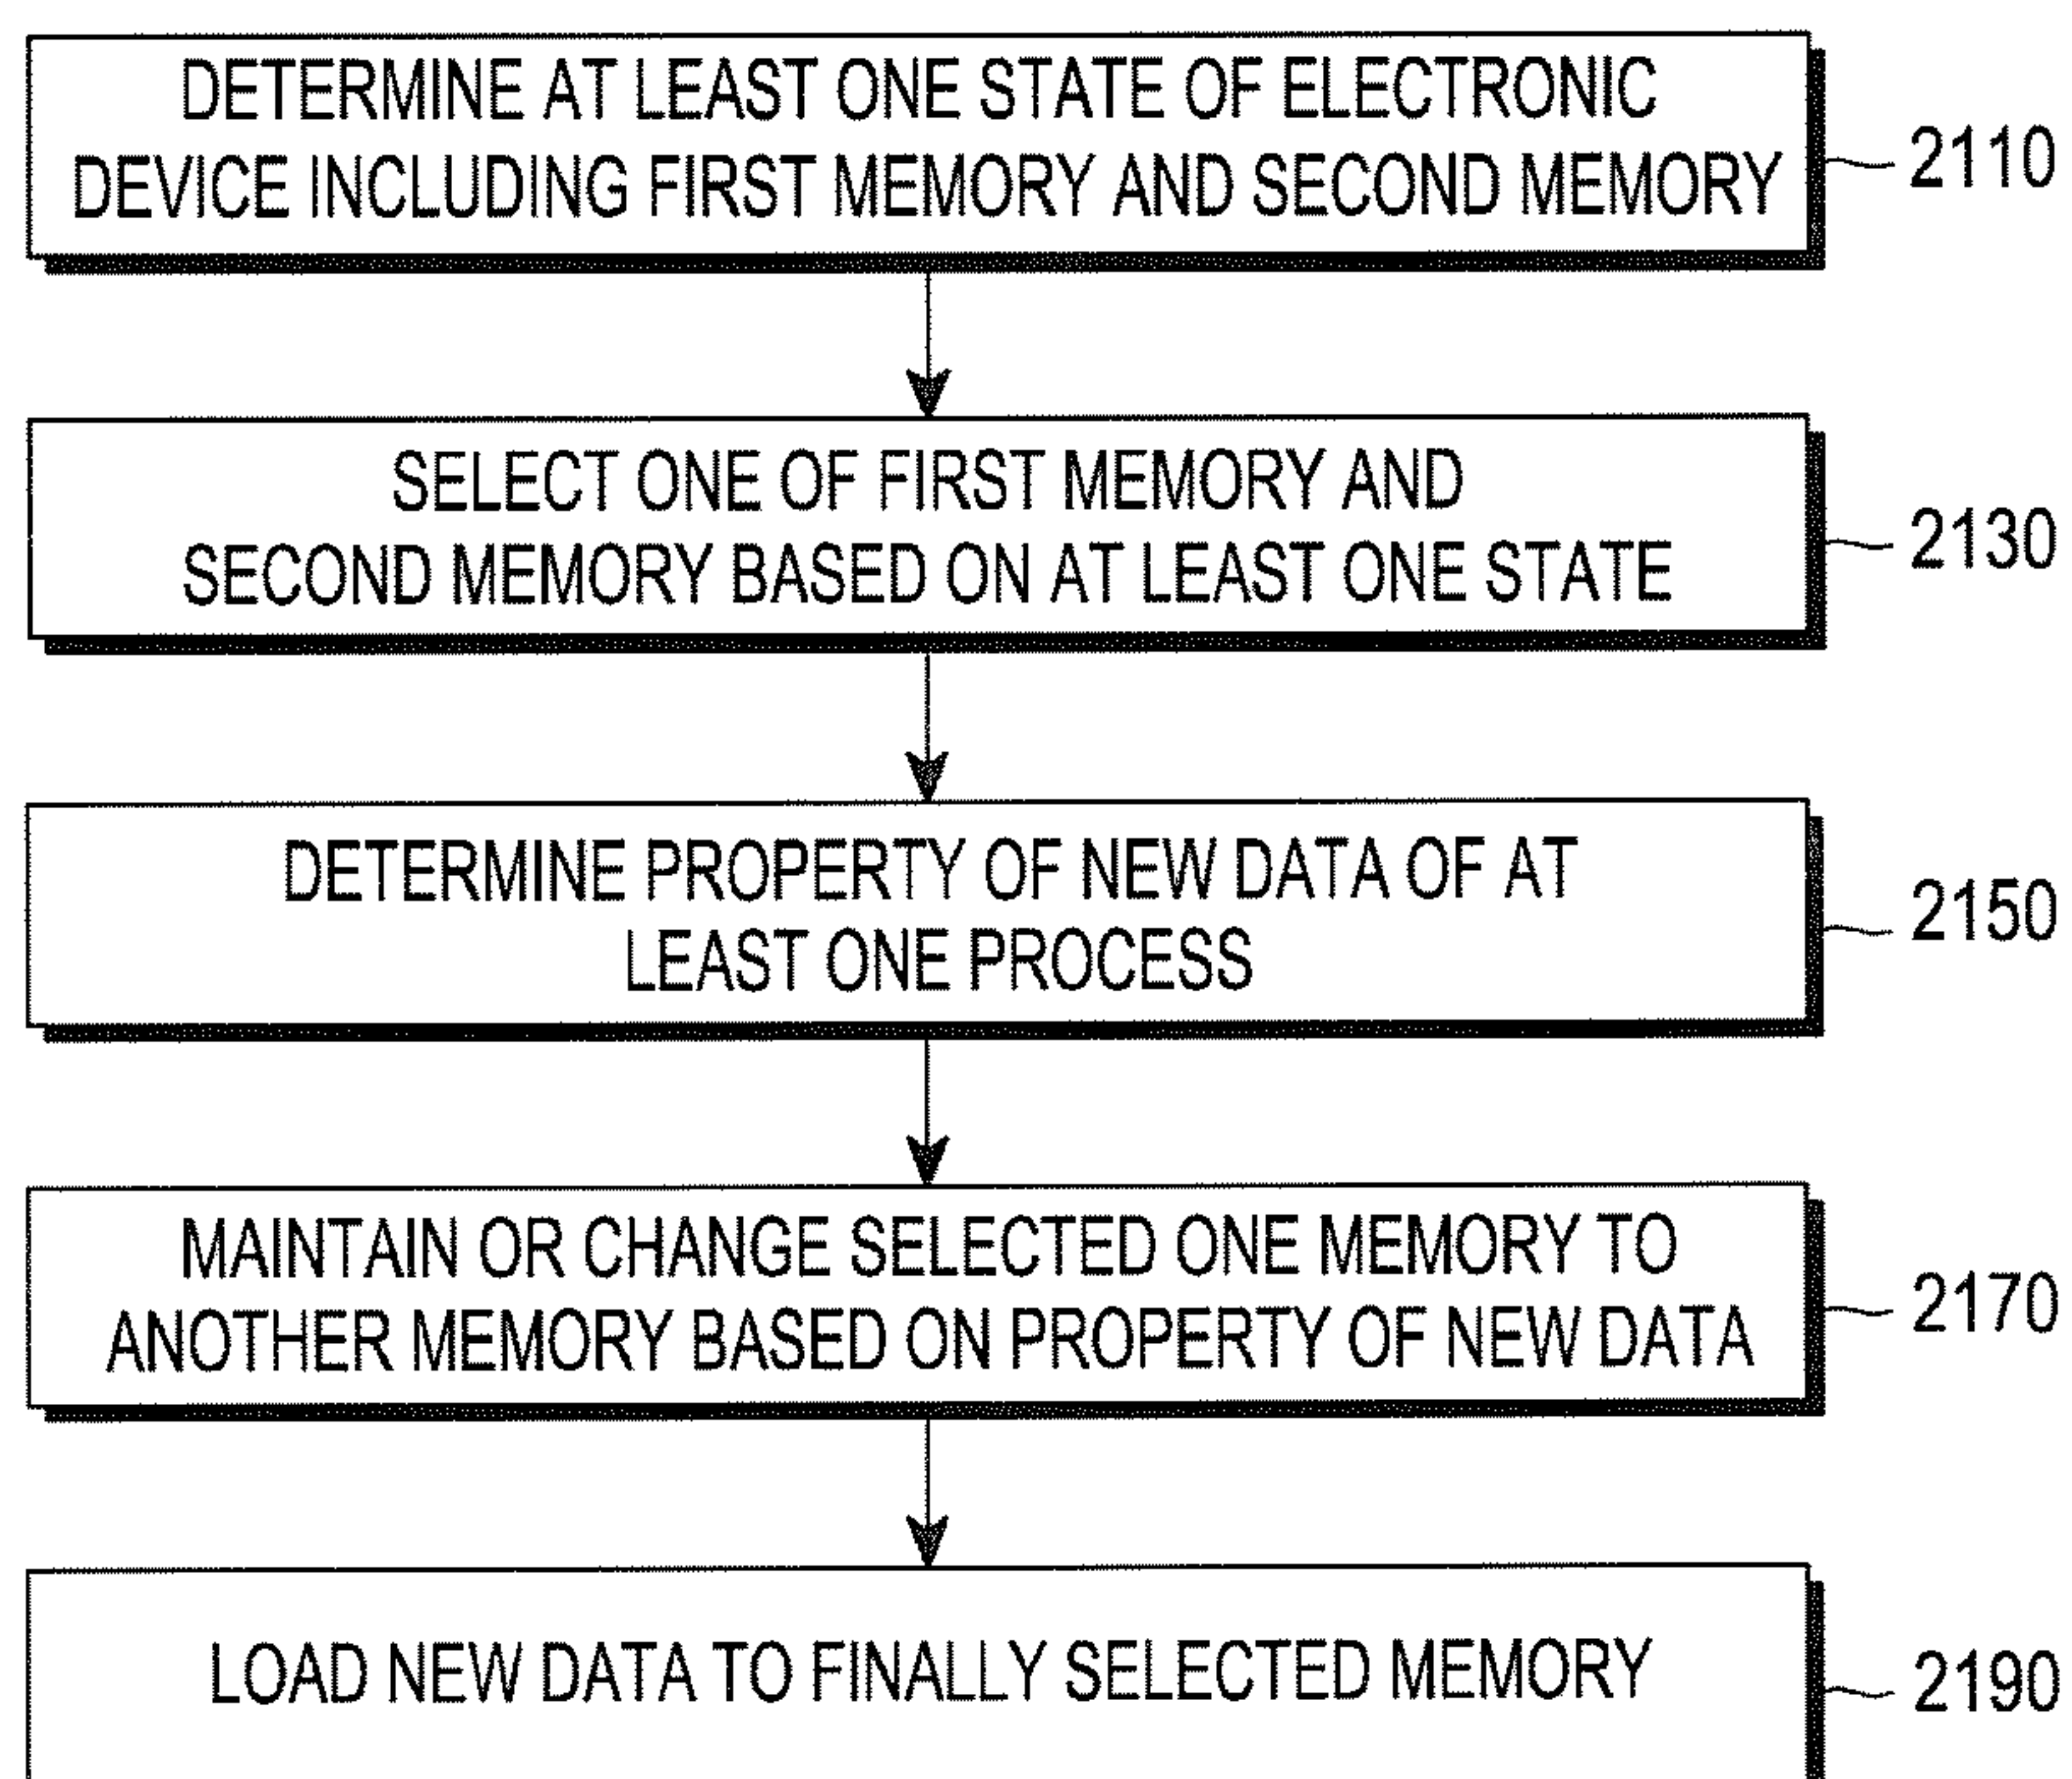 DETERMINE AT LEAST ONE STATE OF ELECTRONIC
DEVICE INCLUDING FIRST MEMORY AND SECOND MEMORY
2110
SELECT ONE OF FIRST MEMORY AND
SECOND MEMORY BASED ON AT LEAST ONE STATE
2130
DETERMINE PROPERTY OF NEW DATA OF AT
LEAST ONE PROCESS
2150
MAINTAIN OR CHANGE SELECTED ONE MEMORY TO
ANOTHER MEMORY BASED ON PROPERTY OF NEW DATA
2170
LOAD NEW DATA TO FINALLY SELECTED MEMORY
2190